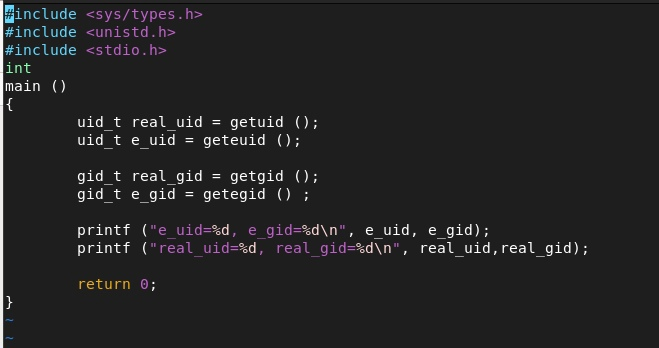 #include <sys/types.h>
#include <unistd.h>
#include <stdio.h>
int
main ()
{
        uid_t real_uid = getuid ();
        uid_t e_uid = geteuid ();

        gid_t real_gid = getgid ();
        gid_t e_gid = getegid () ;

        printf ("e_uid=%d, e_gid=%d\n", e_uid, e_gid);
        printf ("real_uid=%d, real_gid=%d\n", real_uid,real_gid);

        return 0;
}
~
~